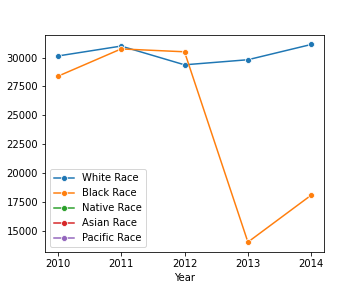 30000
27500
25000
22500
20000
17500
15000
White Race
Black Race
Native Race
Asian Race
Pacific Race
2010 2011 2012 2013 2014
Year